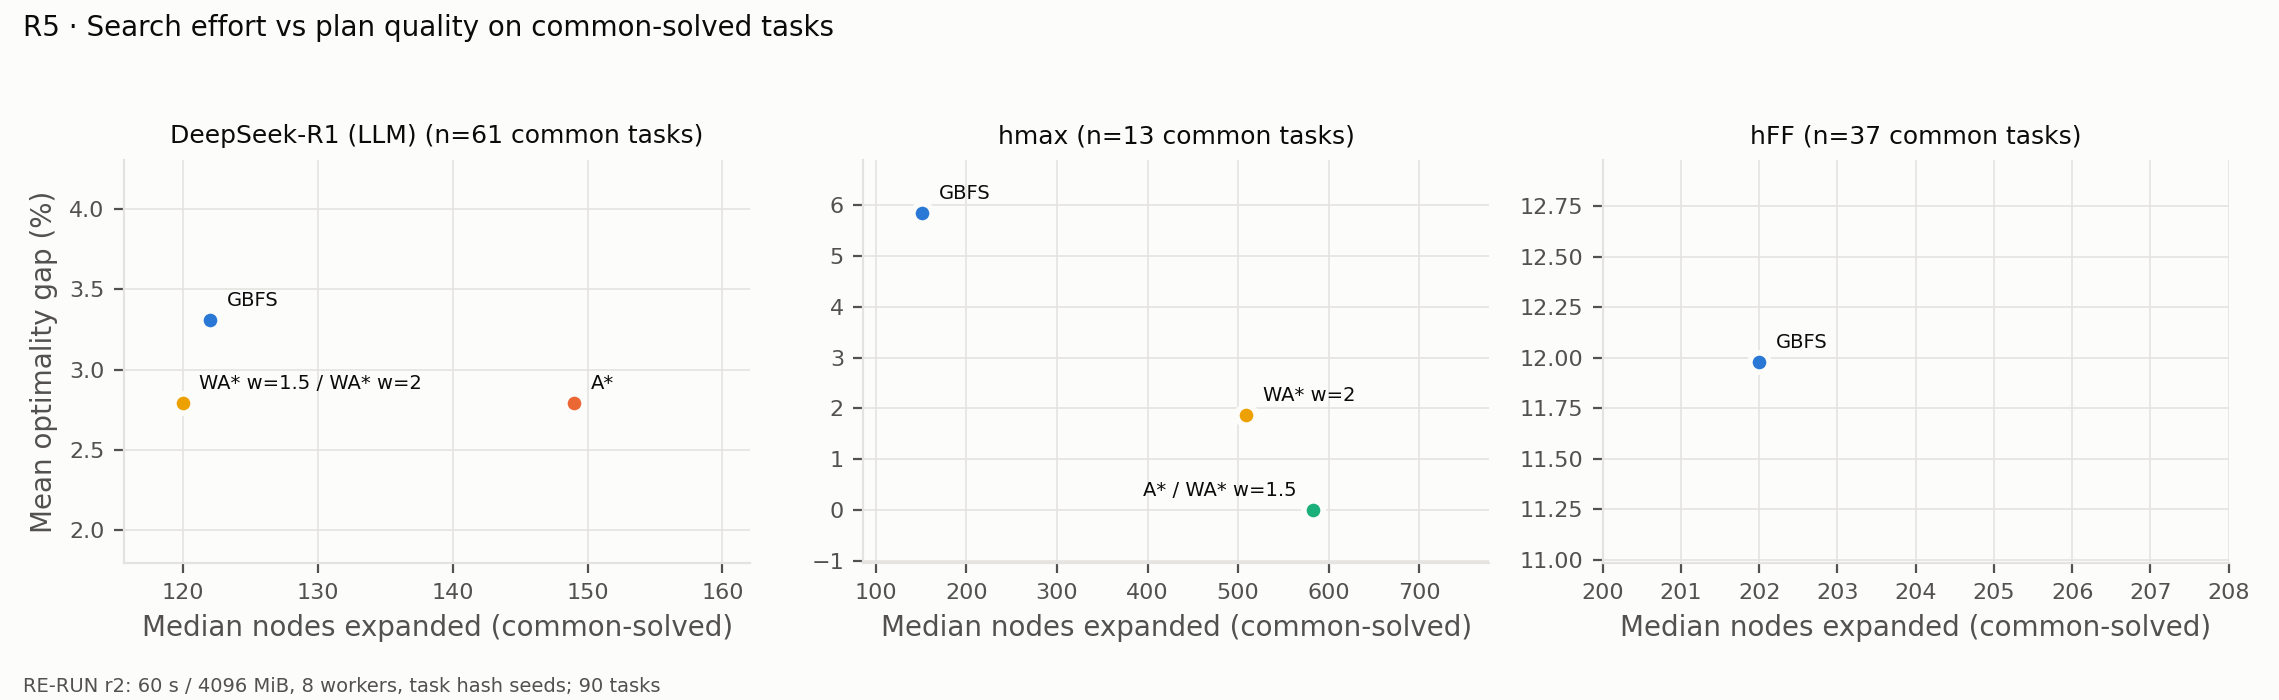 R5 · Search effort vs plan quality on common-solved tasks
DeepSeek-R1 (LLM) (n=61 common tasks)
Mean optimality gap (%)
4.0
3.5
3.0
2.5
2.0
GBFS
WA* w=1.5 / WA* w=2
A*
120 130 140 150 160
Median nodes expanded (common-solved)
hmax (n=13 common tasks)
6
5
4
3
2
1
0
−1
GBFS
WA* w=2
A* / WA* w=1.5
100 200 300 400 500 600 700
Median nodes expanded (common-solved)
hFF (n=37 common tasks)
12.75
12.50
12.25
12.00
11.75
11.50
11.25
11.00
GBFS
200 201 202 203 204 205 206 207 208
Median nodes expanded (common-solved)
RE-RUN r2: 60 s / 4096 MiB, 8 workers, task hash seeds; 90 tasks